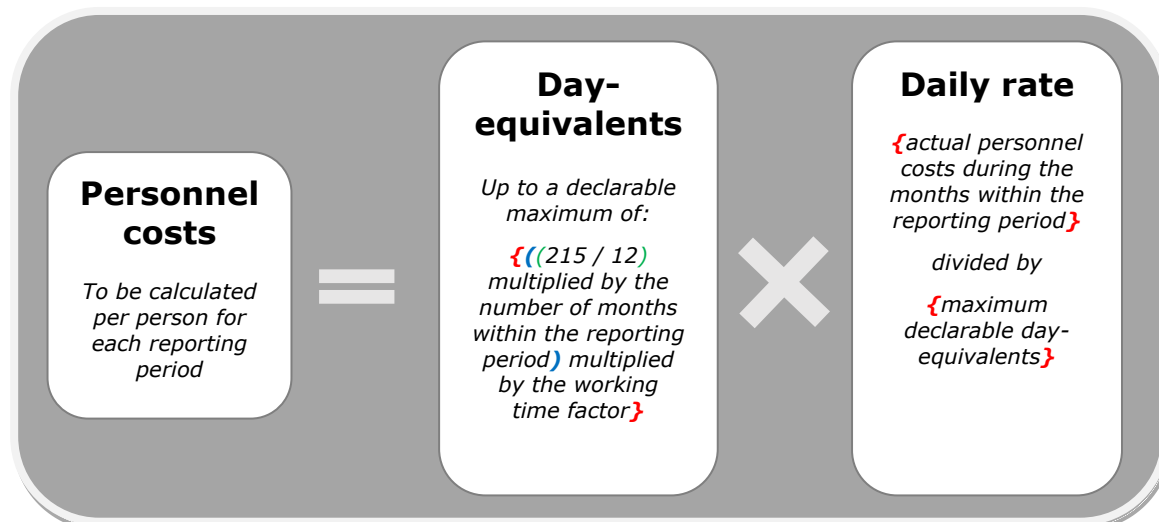 Personnel
costs
To be calculated
per person for
each reporting
period
=
Day-
equivalents
Up to a declarable
maximum of:
{((215 / 12)
multiplied by the
number of months
within the reporting
period) multiplied
by the working
time factor}
×
Daily rate
{actual personnel
costs during the
months within the
reporting period}
divided by
{maximum
declarable day-
equivalents}